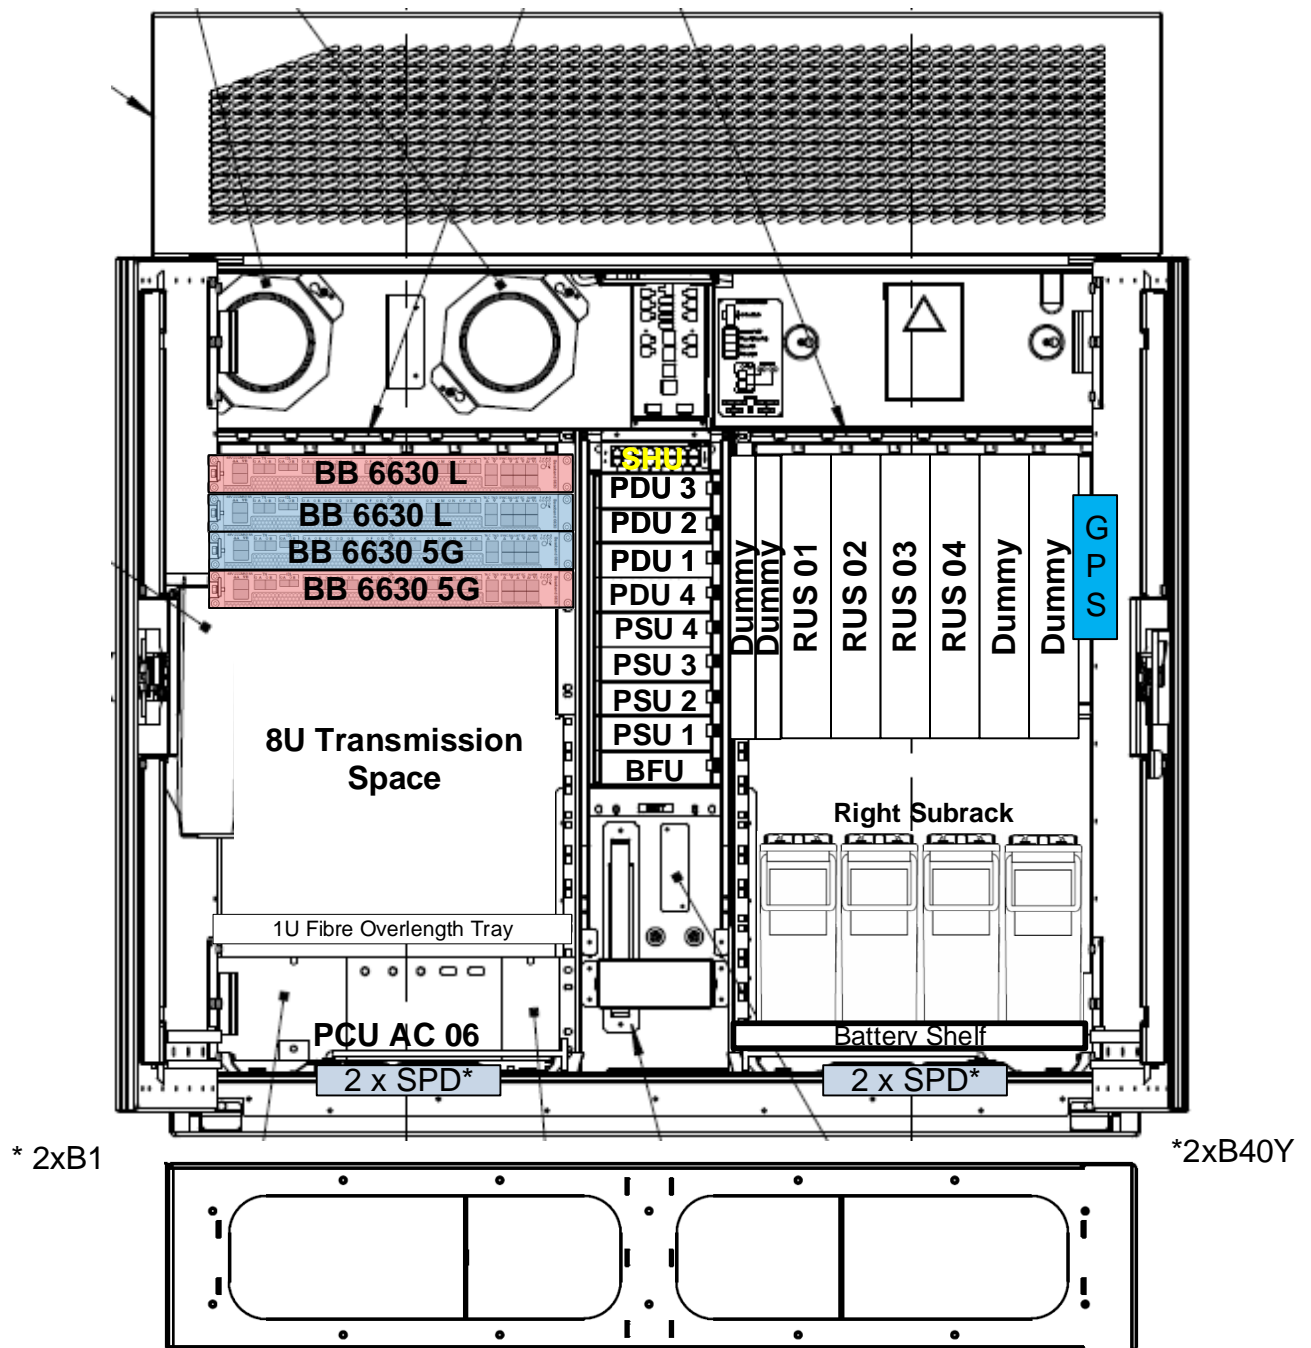 BB 6630 L
BB 6630 L
BB 6630 5G
BB 6630 5G
8U Transmission
Space
1U Fibre Overlength Tray
PCU AC 06
2 x SPD*
* 2xB1
SHU
PDU 3
PDU 2
PDU 1
PDU 4
PSU 4
PSU 3
PSU 2
PSU 1
BFU
Dummy
Dummy
RUS 01
RUS 02
RUS 03
RUS 04
Dummy
Dummy
GPS
Right Subrack
Battery Shelf
2 x SPD*
*2xB40Y